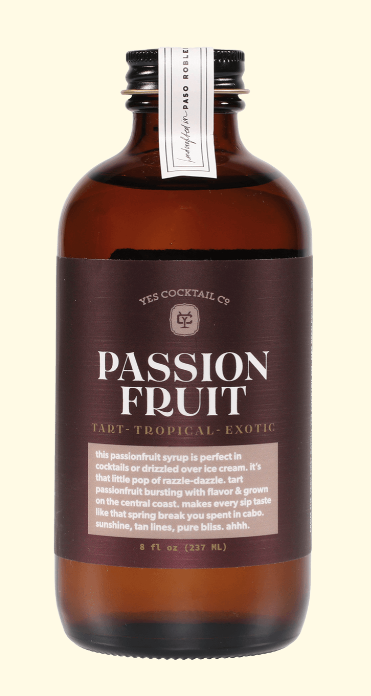 handcrafted in PASO ROBLE
YES COCKTAIL Cº
YC
PASSION
FRUIT
TART - TROPICAL - EXOTIC
this passionfruit syrup is perfect in
cocktails or drizzled over ice cream. it's
that little pop of razzle-dazzle. tart
passionfruit bursting with flavor & grown
on the central coast. makes every sip taste
like that spring break you spent in cabo.
sunshine, tan lines, pure bliss. ahhh.
8 fl oz (237 ML)